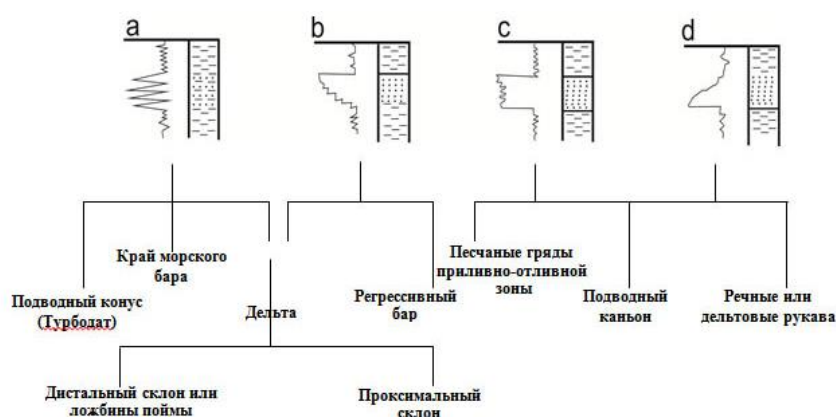 a
b
c
d
Край морского
бара
Песчаные гряды
приливно-отливной
зоны
Подводный конус
(Турбодат)
Дельта
Регрессивный
бар
Подводный
каньон
Речные или
дельтовые рукава
Дистальный склон или
ложбины поймы
Проксимальный
склон